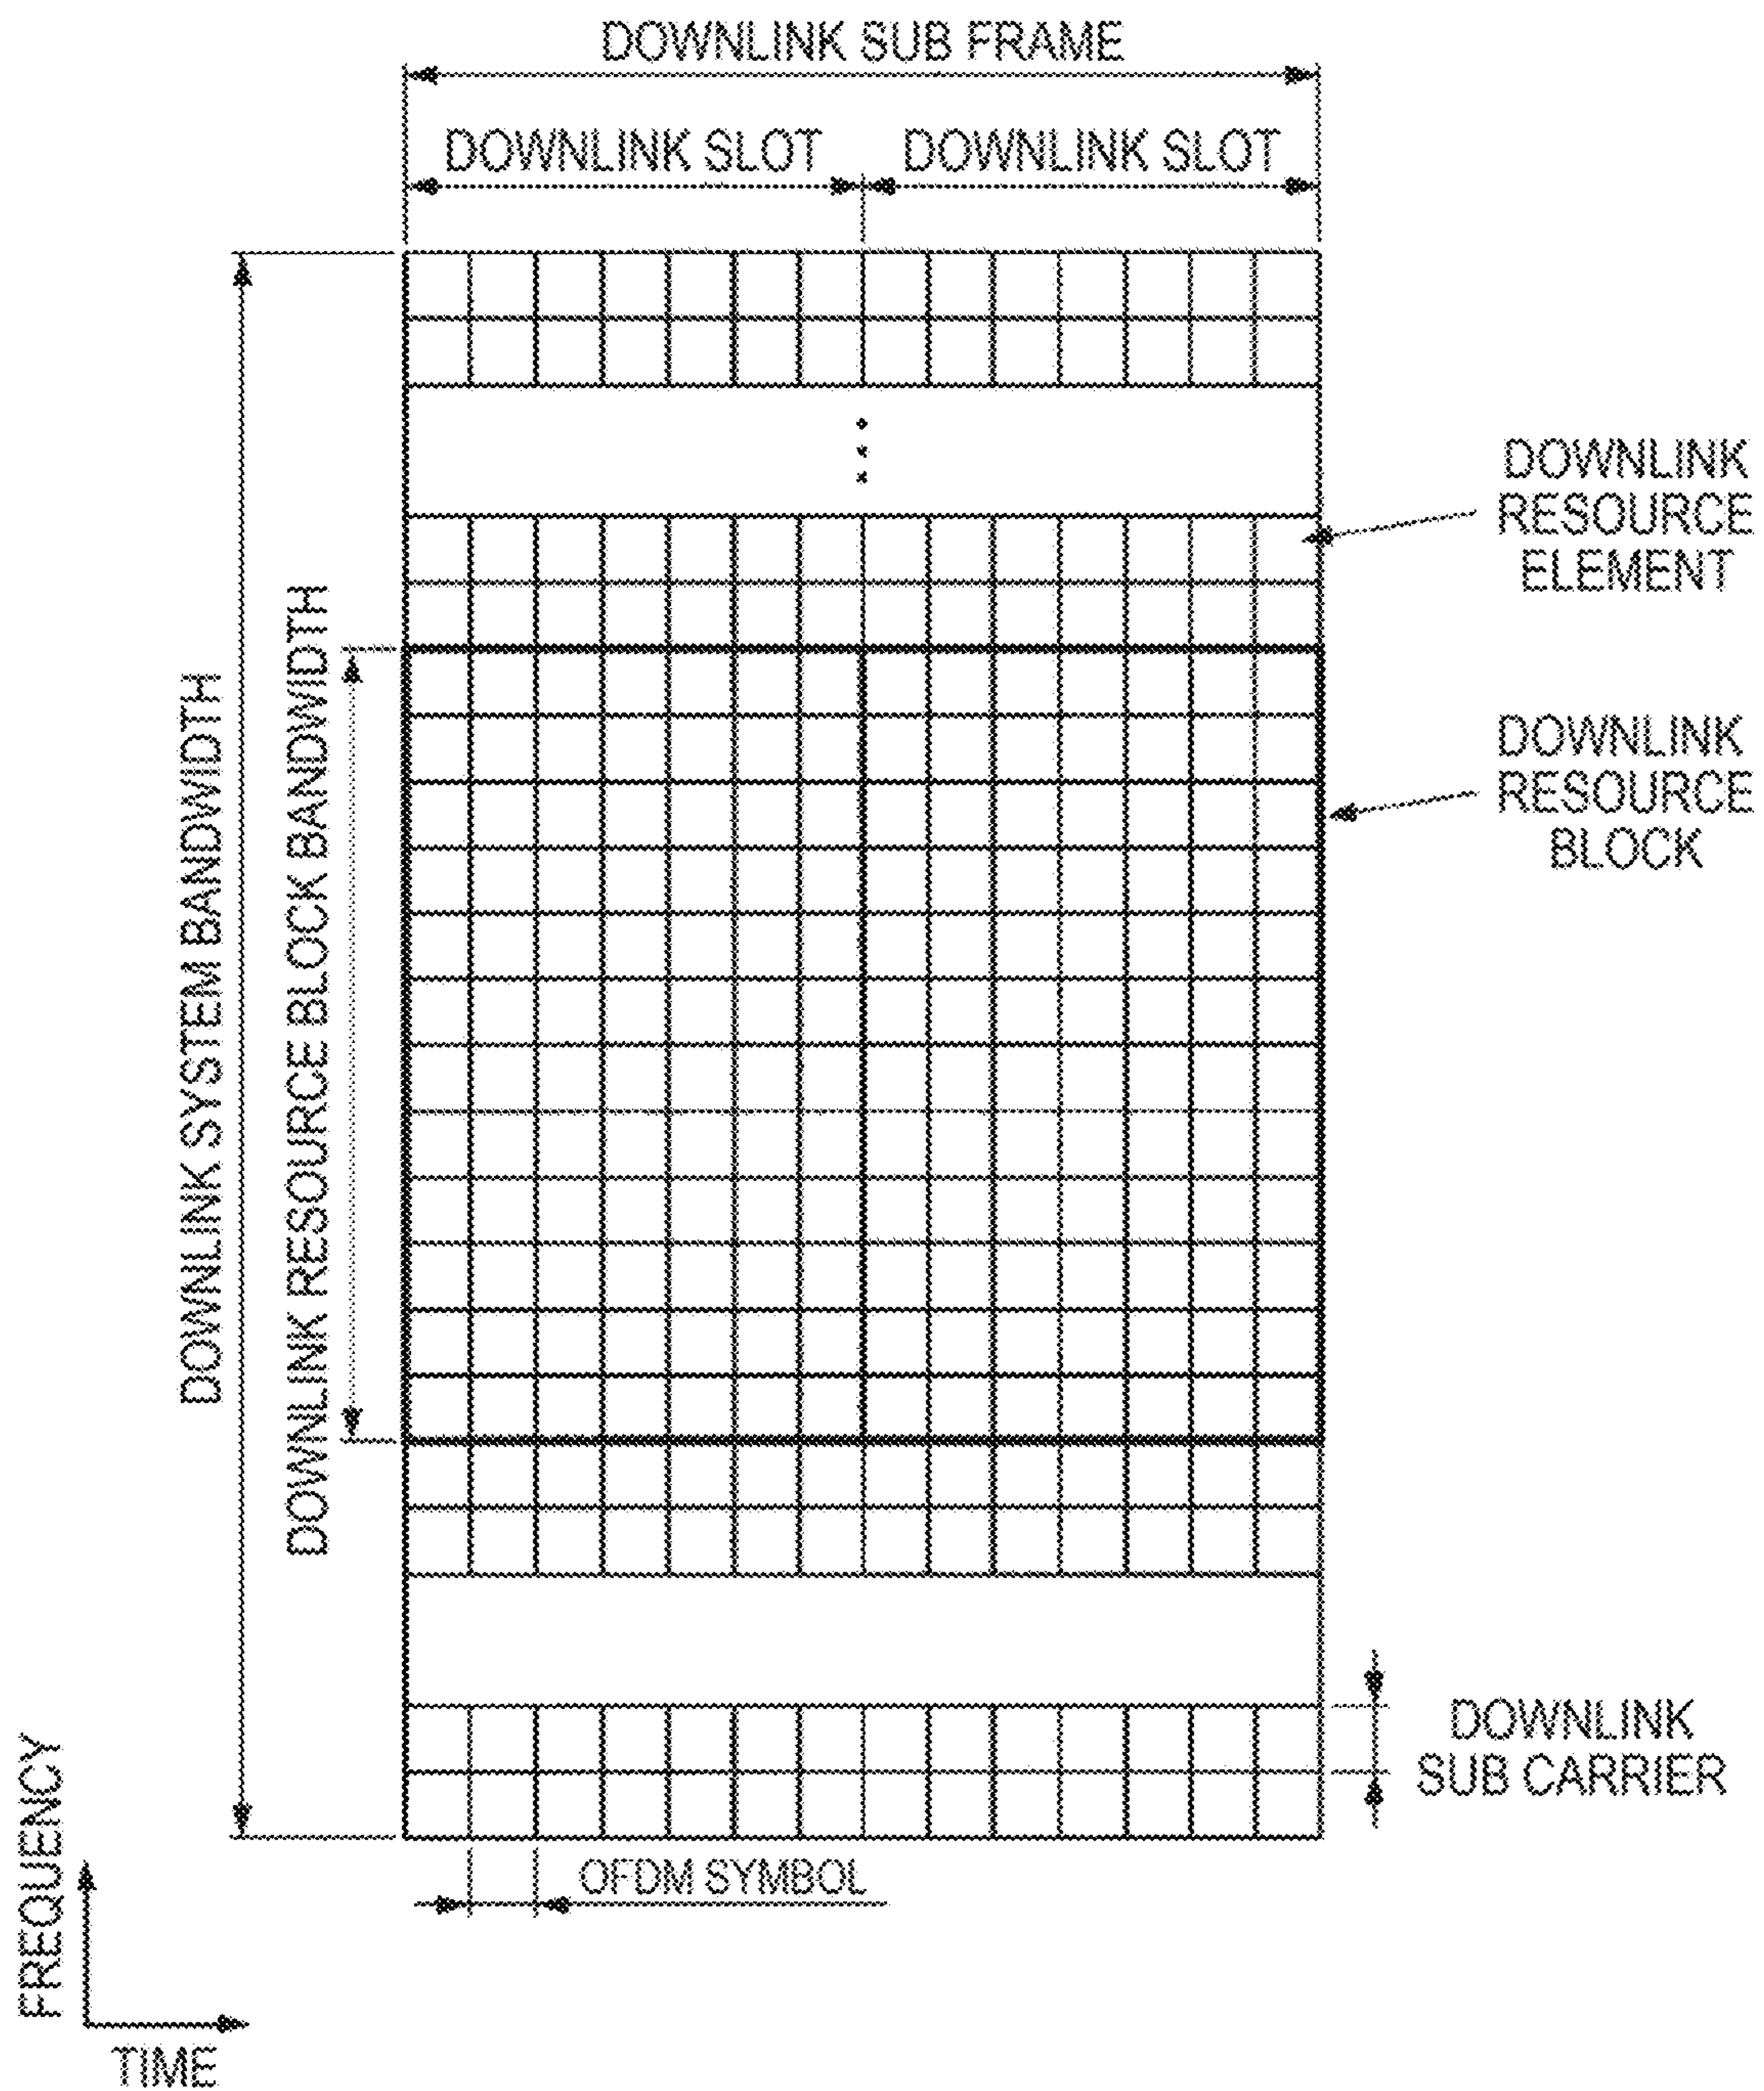 DOWNLINK SUB FRAME
DOWNLINK SLOT
DOWNLINK SLOT
DOWNLINK
RESOURCE
ELEMENT
DOWNLINK
RESOURCE
BLOCK
DOWNLINK SYSTEM BANDWIDTH
DOWNLINK RESOURCE BLOCK BANDWIDTH
DOWNLINK
SUB CARRIER
OFDM SYMBOL
FREQUENCY
TIME